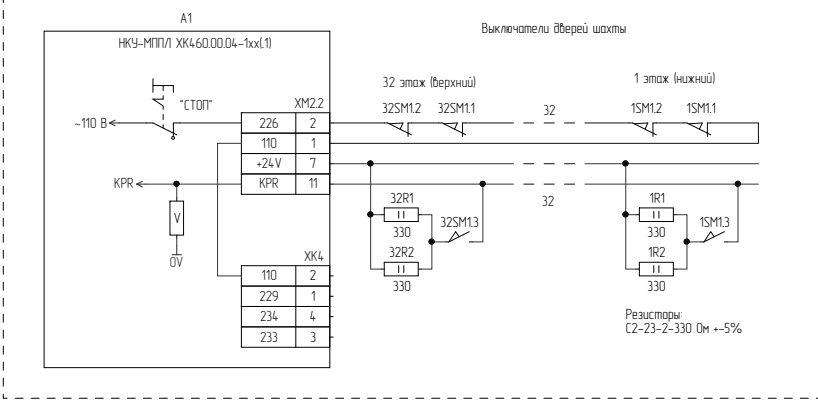 A1
НКУ-МППЛ ХК460.00.04-1хх(.1)
Выключатели дверей шахты
32 этаж (верхний)
1 этаж (нижний)
"СТОП"
XM2.2
32SM1.2 32SM1.1
32
1SM1.2 1SM1.1
~110 В
226 2
110 1
+24V 7
KPR
KPR 11
32
V
0V
32R1
330
32SM1.3
32R2
330
1R1
330
1SM1.3
1R2
330
XK4
110 2
229 1
234 4
233 3
Резисторы:
С2-23-2-330 Ом +-5%